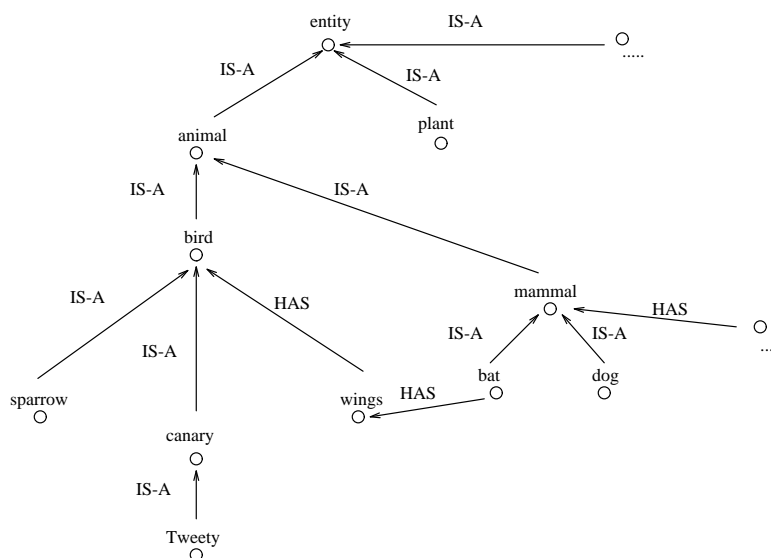 entity
IS-A
.....
IS-A
IS-A
animal
plant
IS-A
IS-A
bird
IS-A
HAS
mammal
HAS
IS-A
IS-A
IS-A
...
sparrow
wings
HAS
bat
dog
canary
IS-A
Tweety